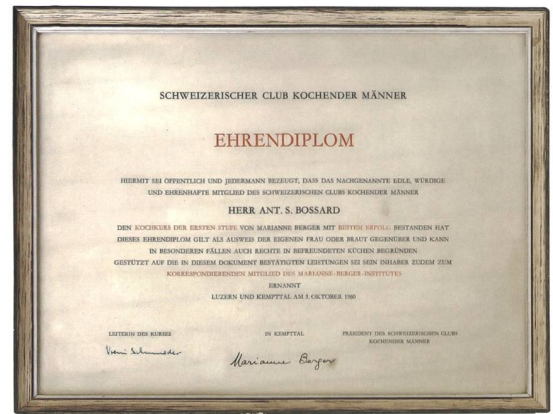 SCHWEIZERISCHER CLUB KOCHENDER MÄNNER
EHRENDIPLOM
HIERMIT SEI ÖFFENTLICH UND JEDERMANN BEZEUGT, DASS DAS NACHGENANNTE EDLE, WÜRDIGE
UND EHRENHAFTE MITGLIED DES SCHWEIZERISCHEN CLUBS KOCHENDER MÄNNER
HERR ANT. S. BOSSARD
DEN KOCHKURS DER ERSTEN STUFE VON MARIANNE BERGER MIT BESTEM ERFOLG BESTANDEN HAT
DIESES EHRENDIPLOM GILT ALS AUSWEIS DER EIGENEN FRAU ODER BRAUT GEGENÜBER UND KANN
IN BESONDEREN FÄLLEN AUCH RECHTE IN BEFREUNDETEN KÜCHEN BEGRÜNDEN
GESTÜTZT AUF DIE IN DIESEM DOKUMENT BESTÄTIGTEN LEISTUNGEN SEI SEIN INHABER ZUDEM ZUM
KORRESPONDIERENDEN MITGLIED DES MARIANNE-BERGER-INSTITUTES
ERNANNT
LUZERN UND KEMPTTAL AM OKTOBER 1960
LEITERIN DES KURSES
IN KEMPTTAL
PRÄSIDENT DES SCHWEIZERISCHEN CLUBS
KOCHENDER MÄNNER
Marianne Berger